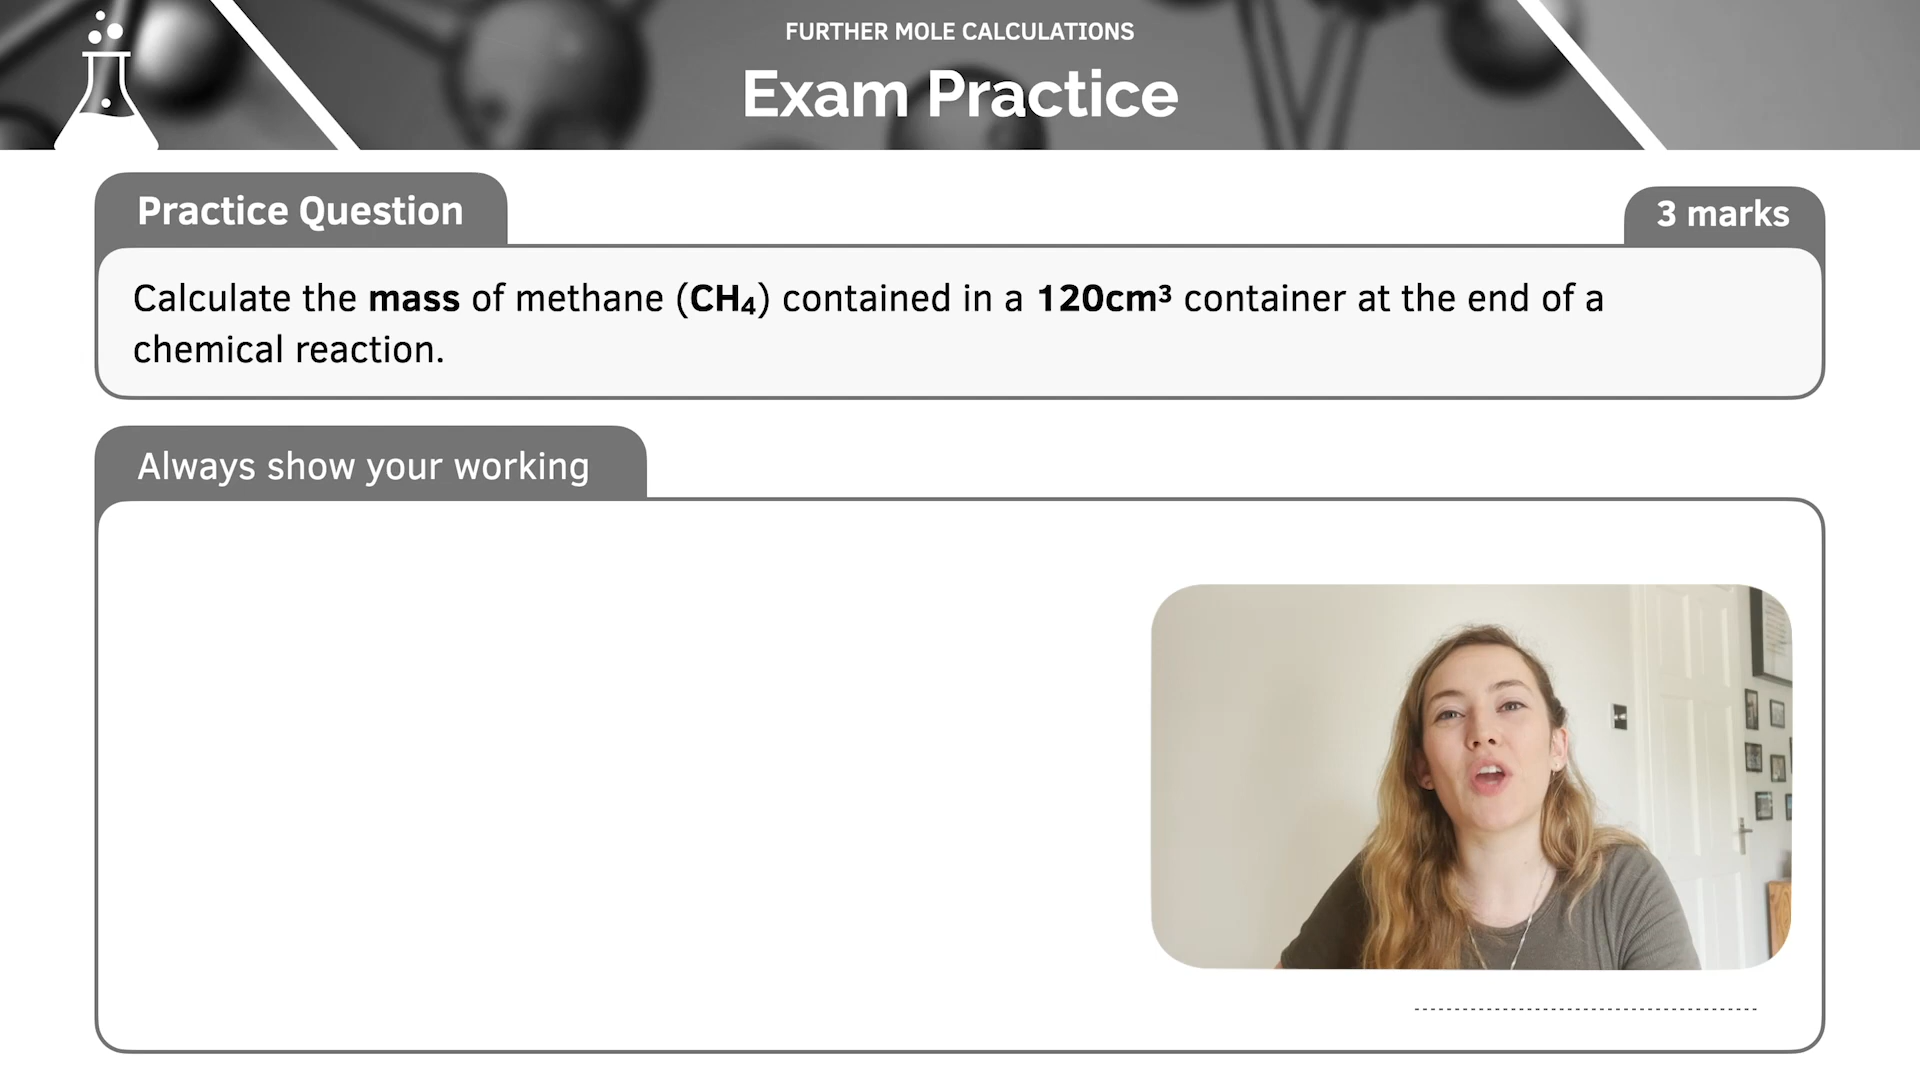 FURTHER MOLE CALCULATIONS
Exam Practice
Practice Question
3 marks
Calculate the mass of methane (CH₄) contained in a 120cm³ container at the end of a
chemical reaction.
Always show your working